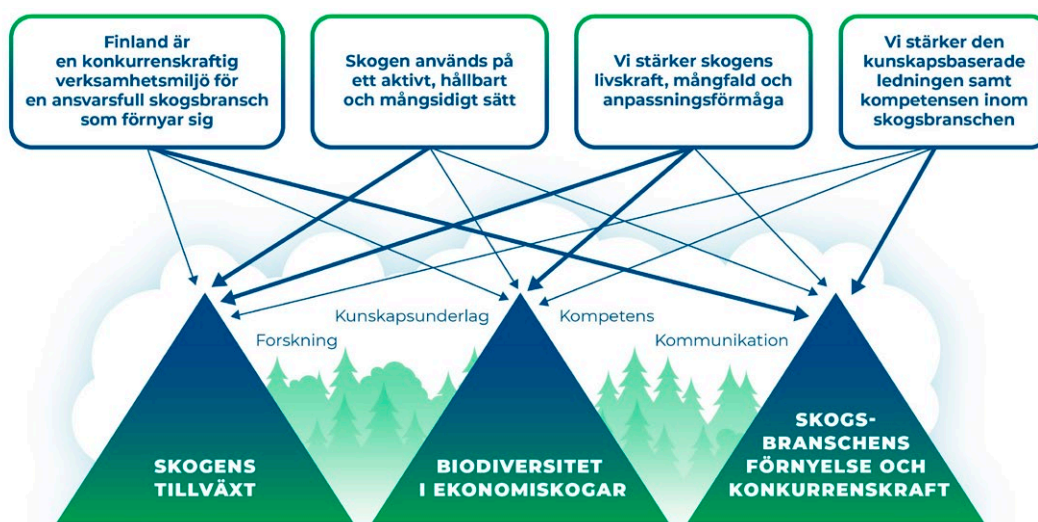 Finland är
en konkurrenskraftig
verksamhetsmiljö för
en ansvarsfull skogsbransch
som förnyar sig
Skogen används på
ett aktivt, hållbart
och mångsidigt sätt
Vi stärker skogens
livskraft, mångfald och
anpassningsförmåga
Vi stärker den
kunskapsbaserade
ledningen samt
kompetensen inom
skogsbranschen
Kunskapsunderlag
Kompetens
Forskning
Kommunikation
SKOGENS
TILLVÄXT
BIODIVERSITET
I EKONOMISKOGAR
SKOGS-
BRANSCHENS
FÖRNYELSE OCH
KONKURRENSKRAFT